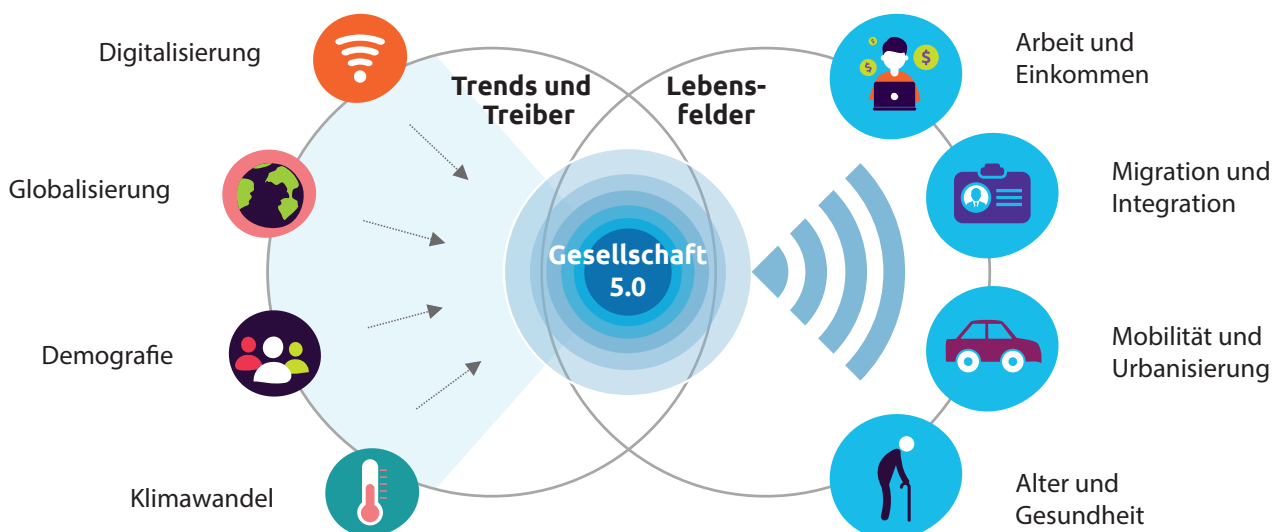 Digitalisierung
Globalisierung
Demografie
Klimawandel
Trends und
Treiber
Lebens-
felder
Gesellschaft
5.0
$
$
$
Arbeit und
Einkommen
Migration und
Integration
Mobilität und
Urbanisierung
Alter und
Gesundheit